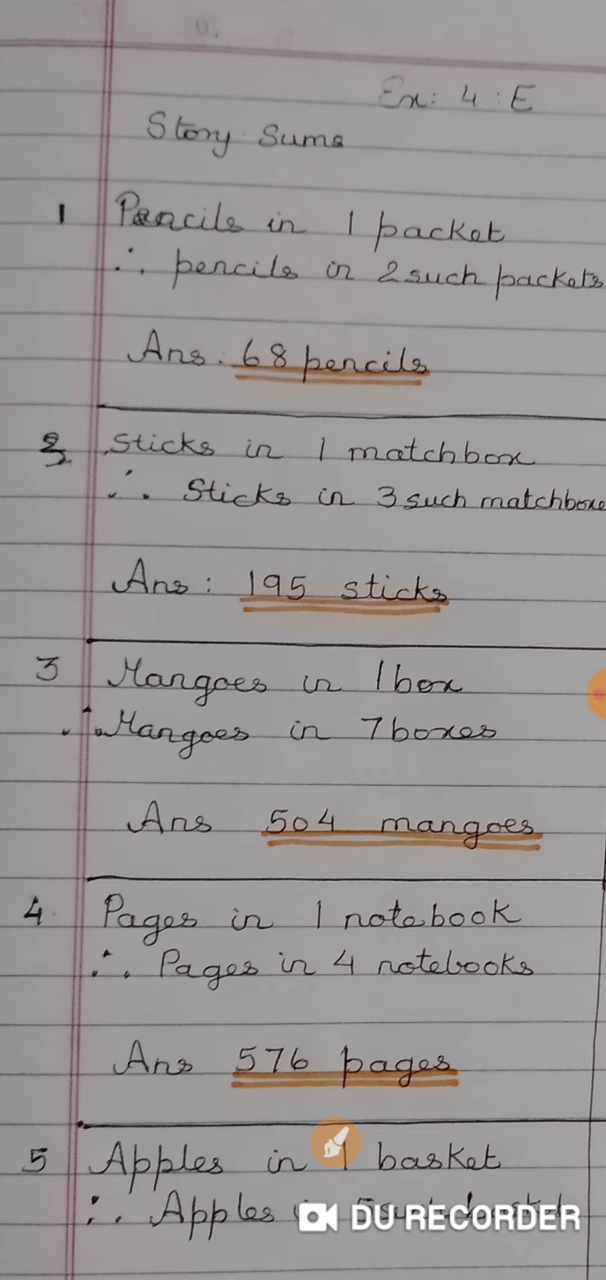 Ex: 4 : E
Story Sums
1 Pencils in 1 packet
∴ pencils in 2 such packets
Ans: 68 pencils
2 Sticks in 1 matchbox
∴ Sticks in 3 such matchboxe
Ans: 195 sticks
3 Mangoes in 1 box
∴ Mangoes in 7 boxes
Ans 504 mangoes
4 Pages in 1 notebook
∴ Pages in 4 notebooks
Ans 576 pages
5 Apples in 1 basket
∴ Apples
DU RECORDER